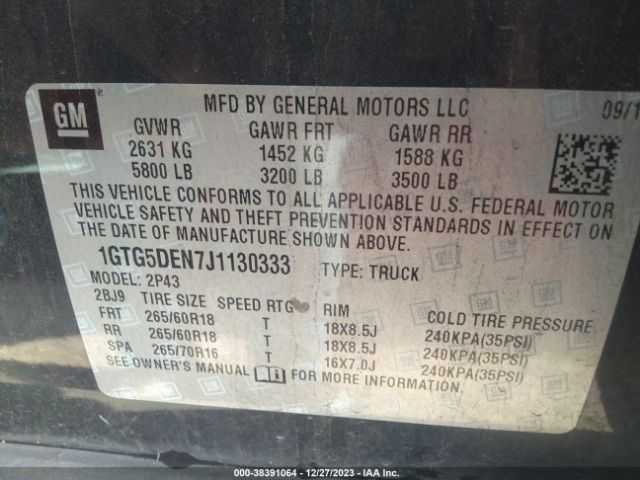 GM ®
MFD BY GENERAL MOTORS LLC 09/1
GVWR GAWR FRT GAWR RR
2631 KG 1452 KG 1588 KG
5800 LB 3200 LB 3500 LB
THIS VEHICLE CONFORMS TO ALL APPLICABLE U.S. FEDERAL MOTOR
VEHICLE SAFETY AND THEFT PREVENTION STANDARDS IN EFFECT ON
THE DATE OF MANUFACTURE SHOWN ABOVE.
1GTG5DEN7J1130333 TYPE: TRUCK
MODEL: 2P43
2BJ9 TIRE SIZE SPEED RTG RIM COLD TIRE PRESSURE
FRT 265/60R18 T 18X8.5J 240KPA(35PSI)
RR 265/60R18 T 18X8.5J 240KPA(35PSI)
SPA 265/70R16 T 16X7.0J 240KPA(35PSI)
SEE OWNER'S MANUAL FOR MORE INFORMATION.
000-38391064 - 12/27/2023 - IAA Inc.